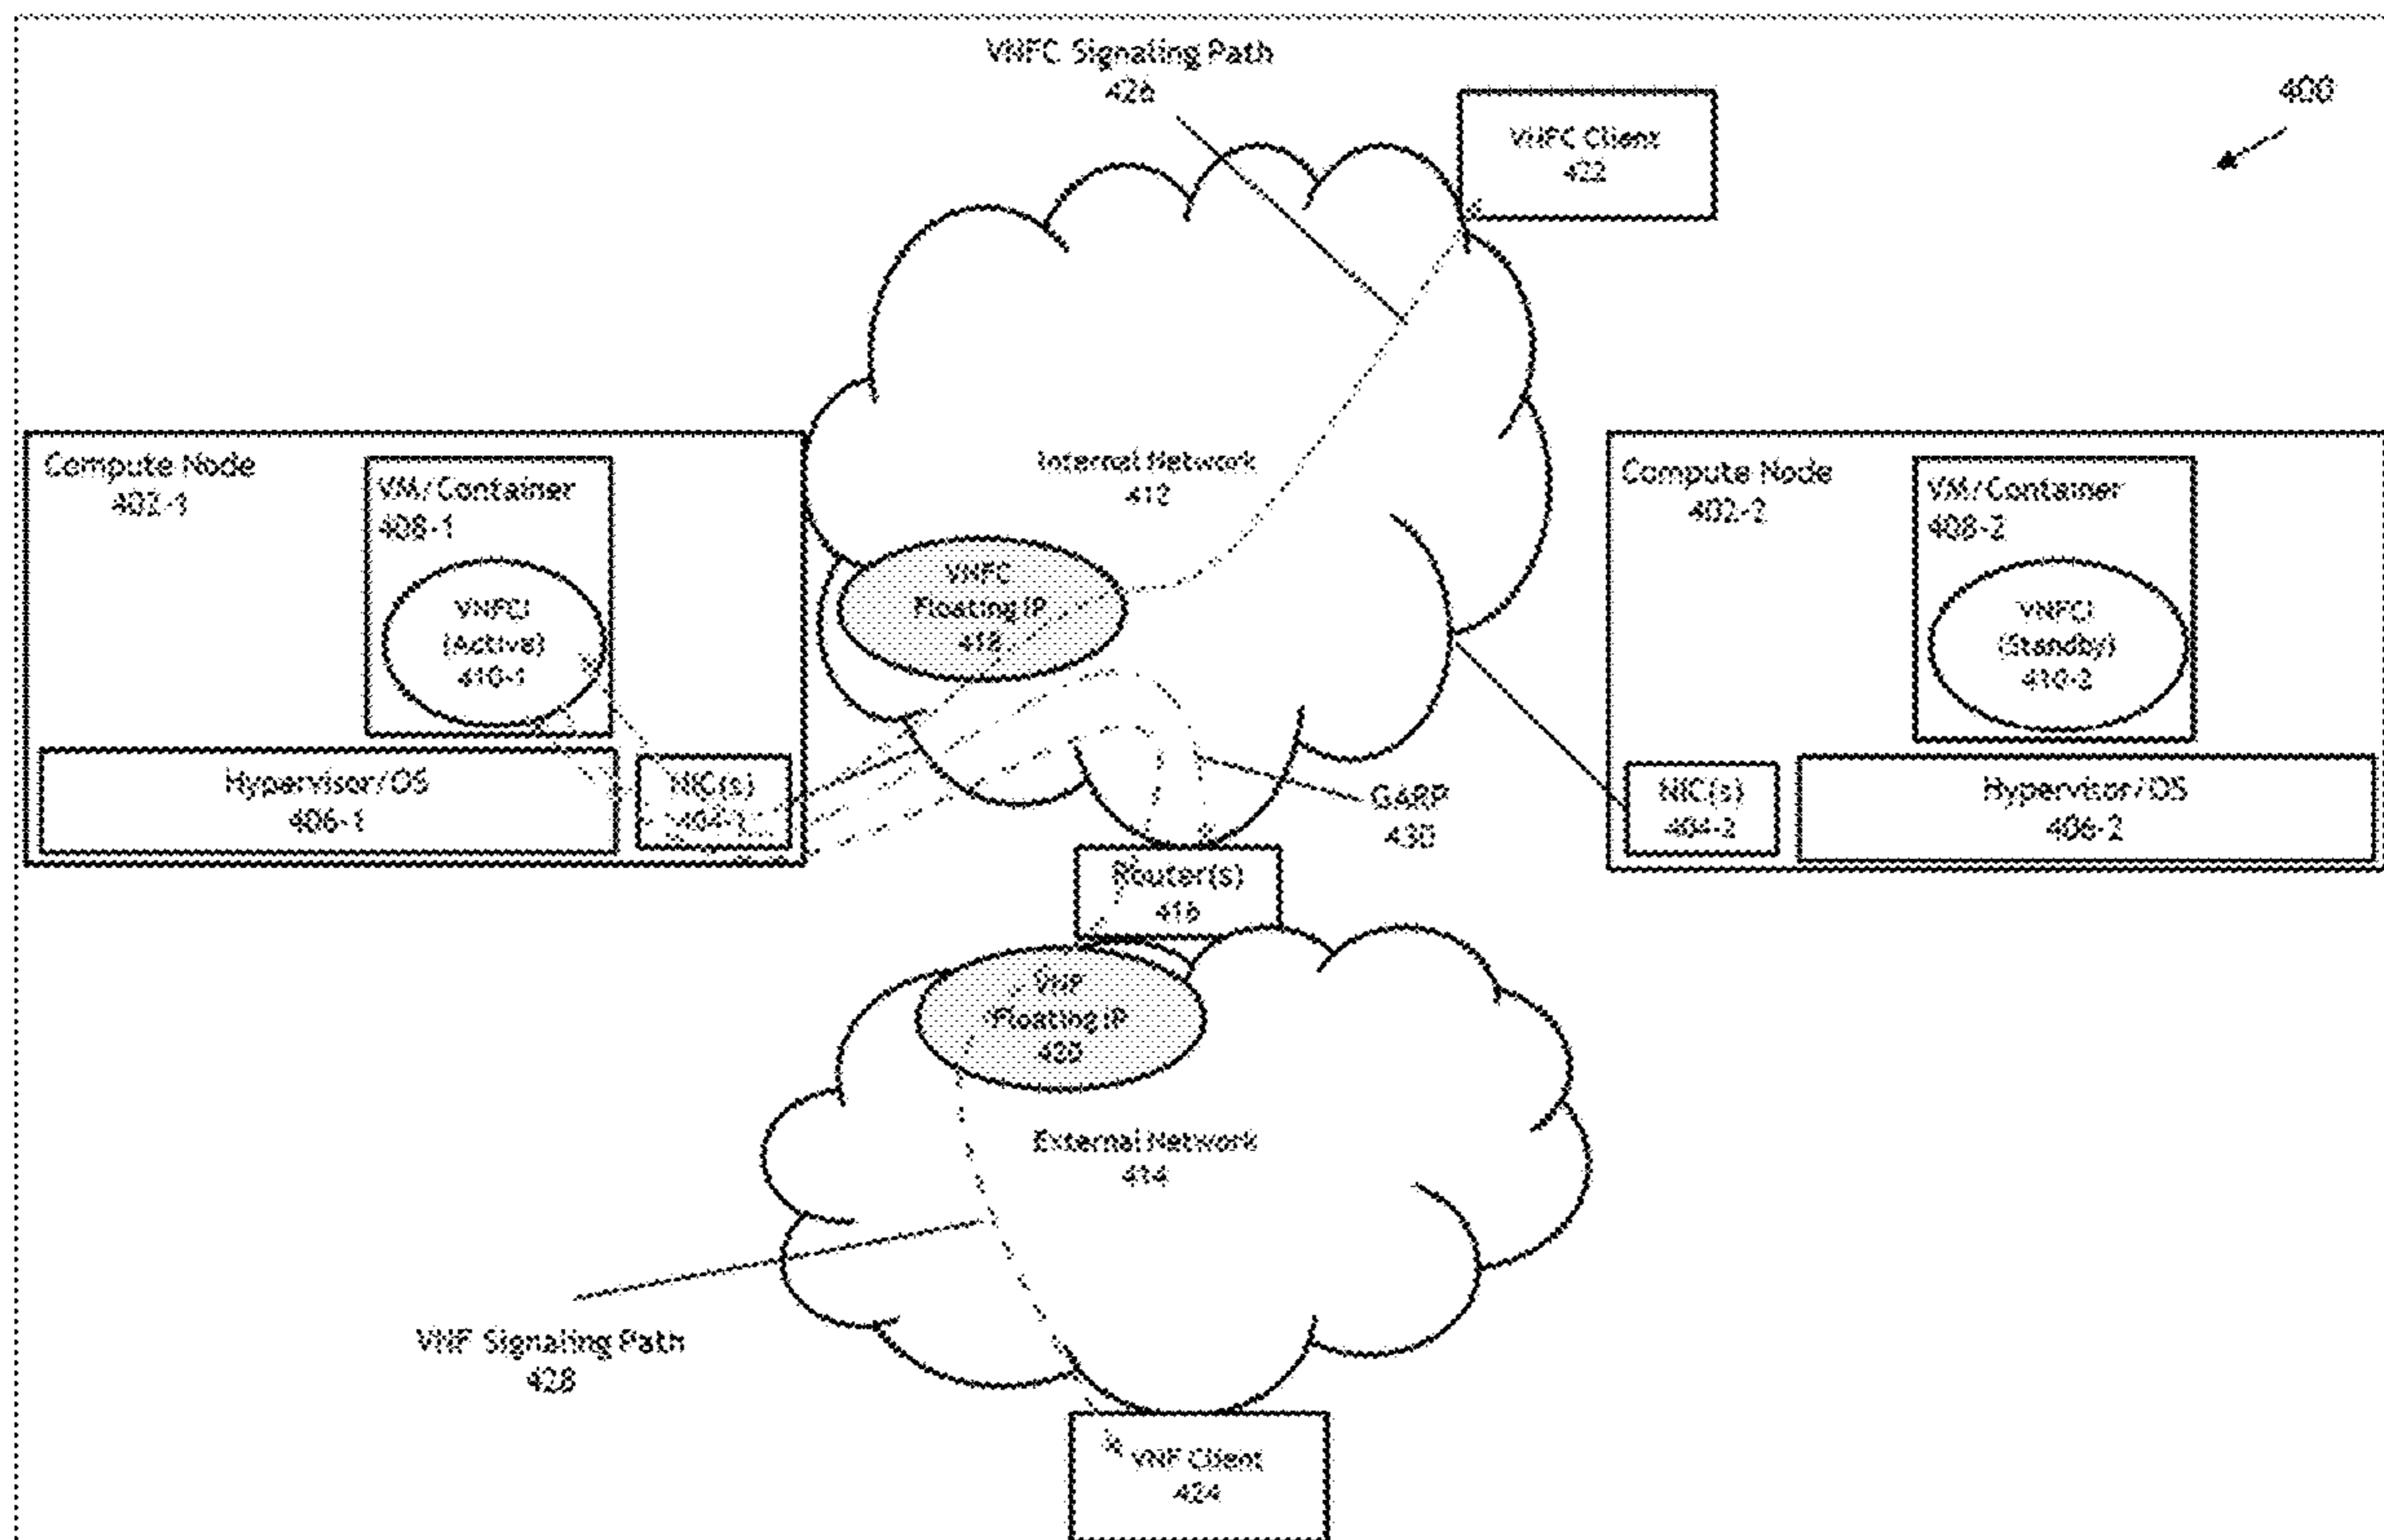 VNFC Signaling Path
426
400
VNFC Client
422
Compute Node
402-1
VM/Container
408-1
VNFCI
(Active)
410-1
Hypervisor/OS
406-1
NIC(s)
404-1
Internal Network
412
VNFC
Floating IP
418
GARP
430
Compute Node
402-2
VM/Container
408-2
VNFCI
(Standby)
410-2
NIC(s)
404-2
Hypervisor/OS
406-2
Router(s)
416
VNF
Floating IP
420
External Network
414
VNF Signaling Path
428
VNF Client
424